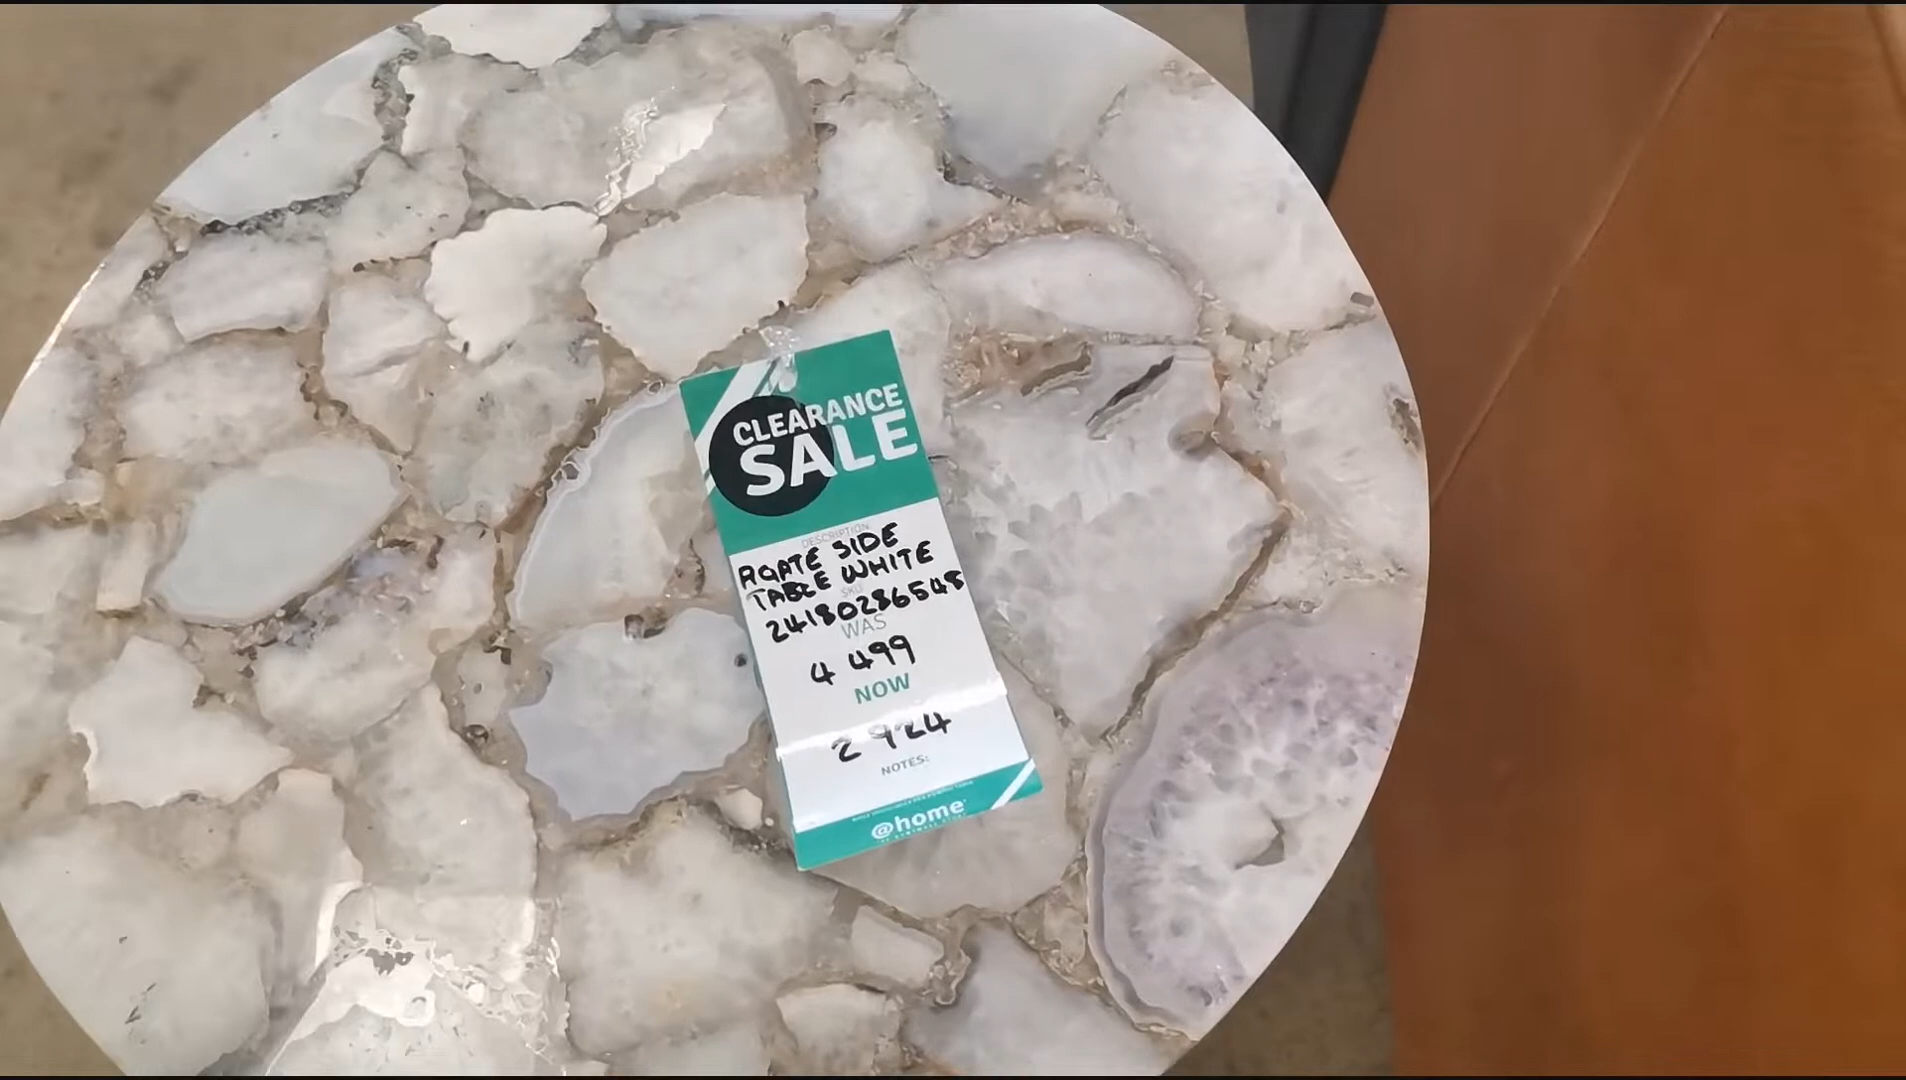 CLEARANCE
SALE
DESCRIPTION:
AGATE SIDE
TABLE WHITE
SKU
24180286548
WAS
4 499
NOW
2 924
NOTES:
@home